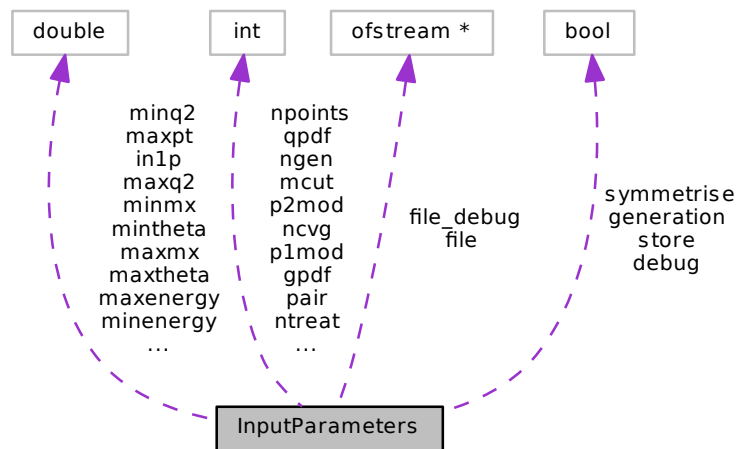 double
int
ofstream *
bool
minq2
maxpt
in1p
maxq2
minmx
mintheta
maxmx
maxtheta
maxenergy
minenergy
...
npoints
qpdf
ngen
mcut
p2mod
ncvg
p1mod
gpdf
pair
ntreat
...
file_debug
file
symmetrise
generation
store
debug
InputParameters